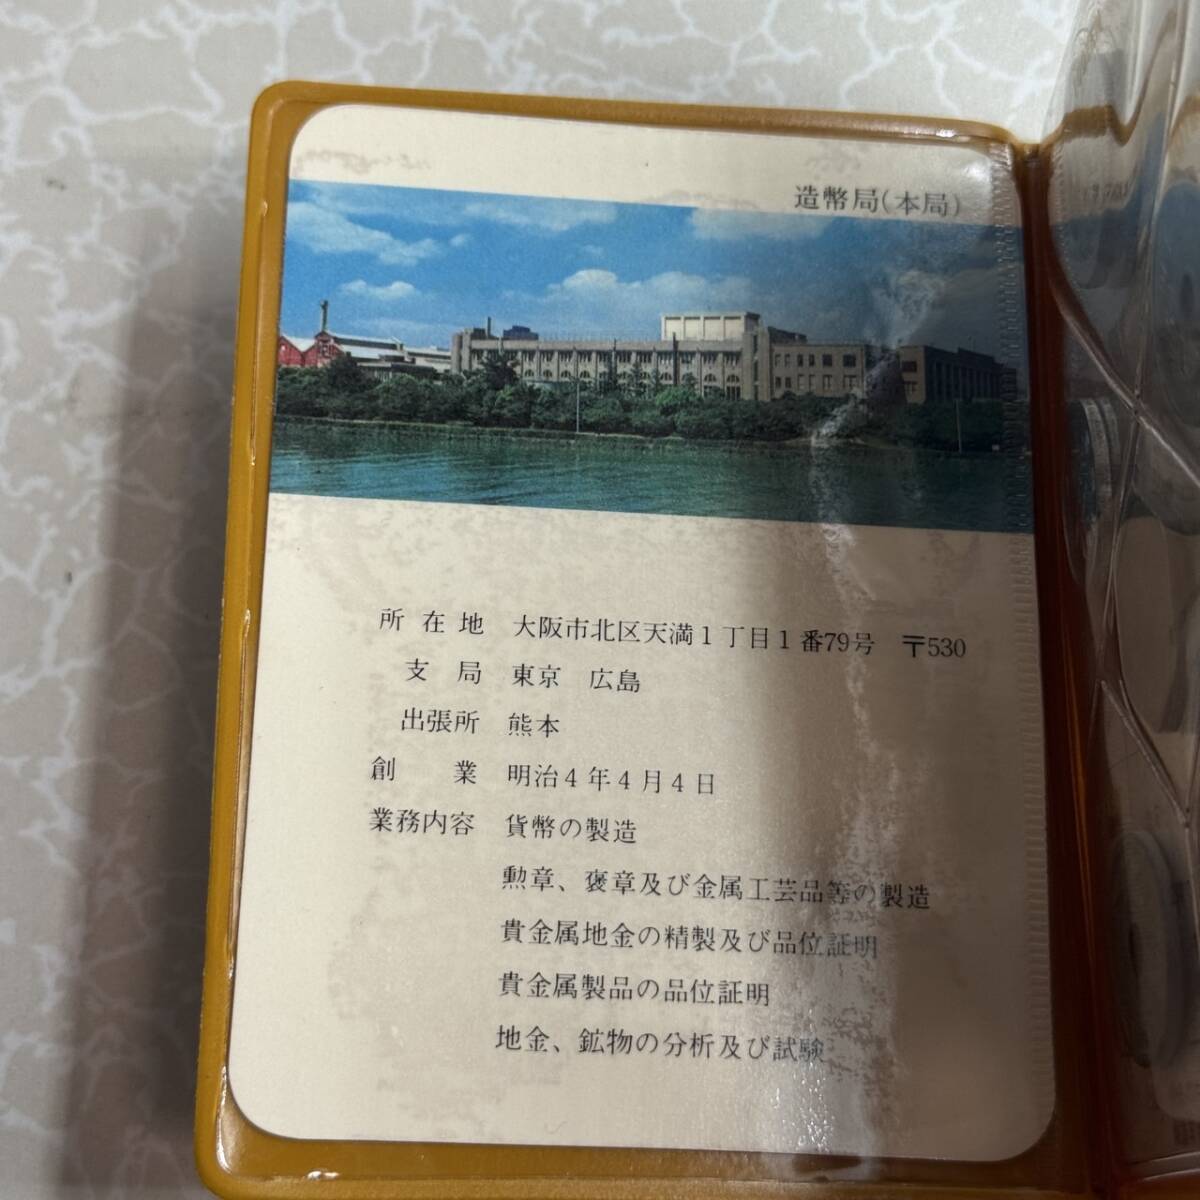 造幣局(本局)
所在地 大阪市北区天満1丁目1番79号 〒530
支局 東京 広島
出張所 熊本
創業 明治4年4月4日
業務内容 貨幣の製造
勲章、褒章及び金属工芸品等の製造
貴金属地金の精製及び品位証明
貴金属製品の品位証明
地金、鉱物の分析及び試験